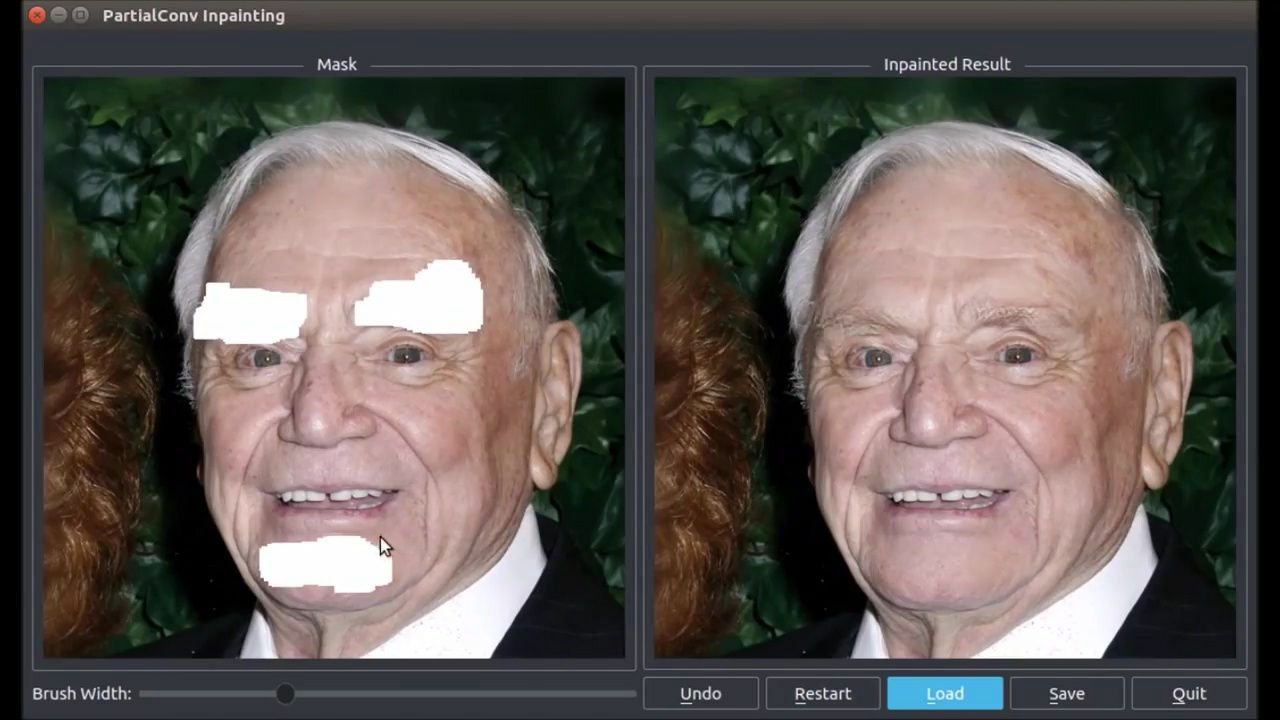 PartialConv Inpainting
Mask
Inpainted Result
Brush Width:
Undo
Restart
Load
Save
Quit